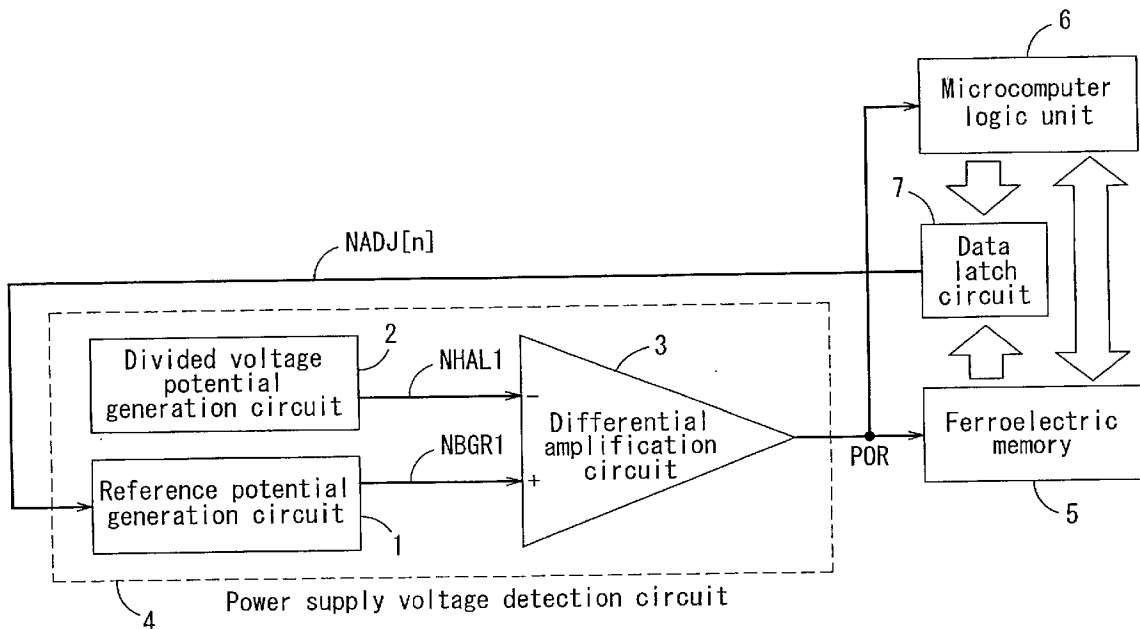 6
Microcomputer
logic unit
7
NADJ[n]
Data
latch
circuit
2
Divided voltage
potential
generation circuit
NHAL1
−
3
Differential
amplification
circuit
Reference potential
generation circuit
NBGR1
+
1
POR
Ferroelectric
memory
5
4
Power supply voltage detection circuit